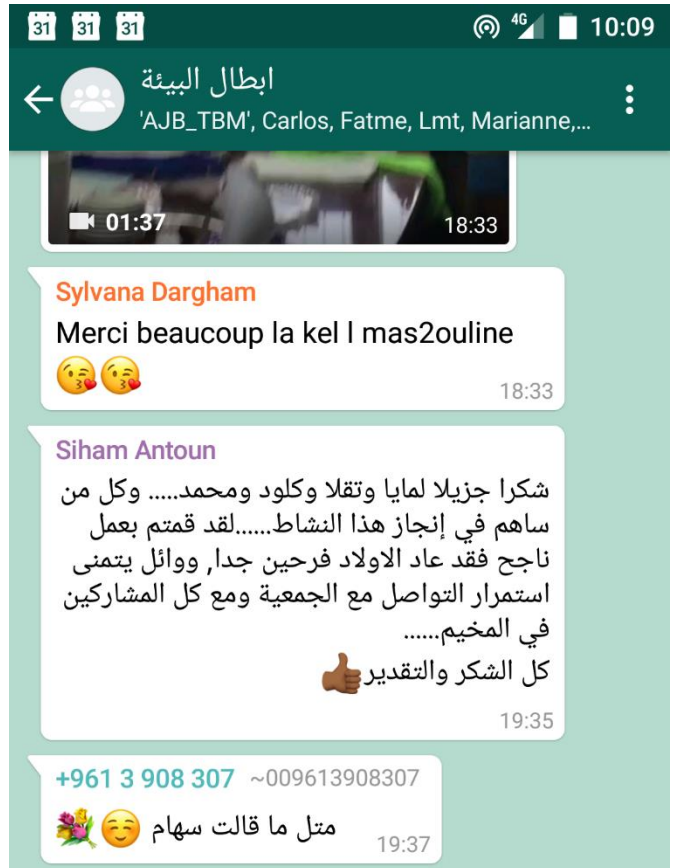 31 31 31 4G 10:09
ابطال البيئة
'AJB_TBM', Carlos, Fatme, Lmt, Marianne,...
01:37 18:33
Sylvana Dargham
Merci beaucoup la kel l mas2ouline
😘😘 18:33
Siham Antoun
شكرا جزيلا لمايا وتقلا وكلود ومحمد..... وكل من
ساهم في إنجاز هذا النشاط......لقد قمتم بعمل
ناجح فقد عاد الاولاد فرحين جدا, ووائل يتمنى
استمرار التواصل مع الجمعية ومع كل المشاركين
في المخيم......
كل الشكر والتقدير👍🏾
19:35
+961 3 908 307 ~009613908307
متل ما قالت سهام ☺️💐 19:37